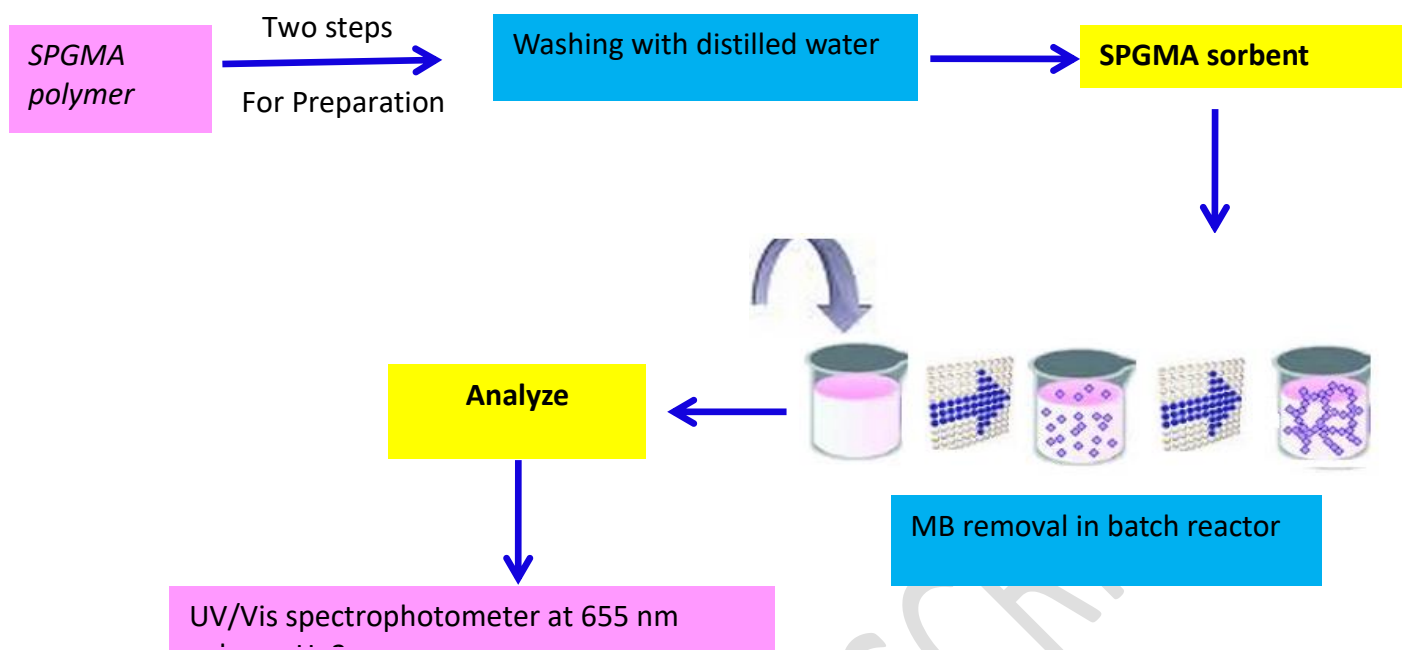 SPGMA
polymer
Two steps
For Preparation
Washing with distilled water
SPGMA sorbent
Analyze
MB removal in batch reactor
UV/Vis spectrophotometer at 655 nm